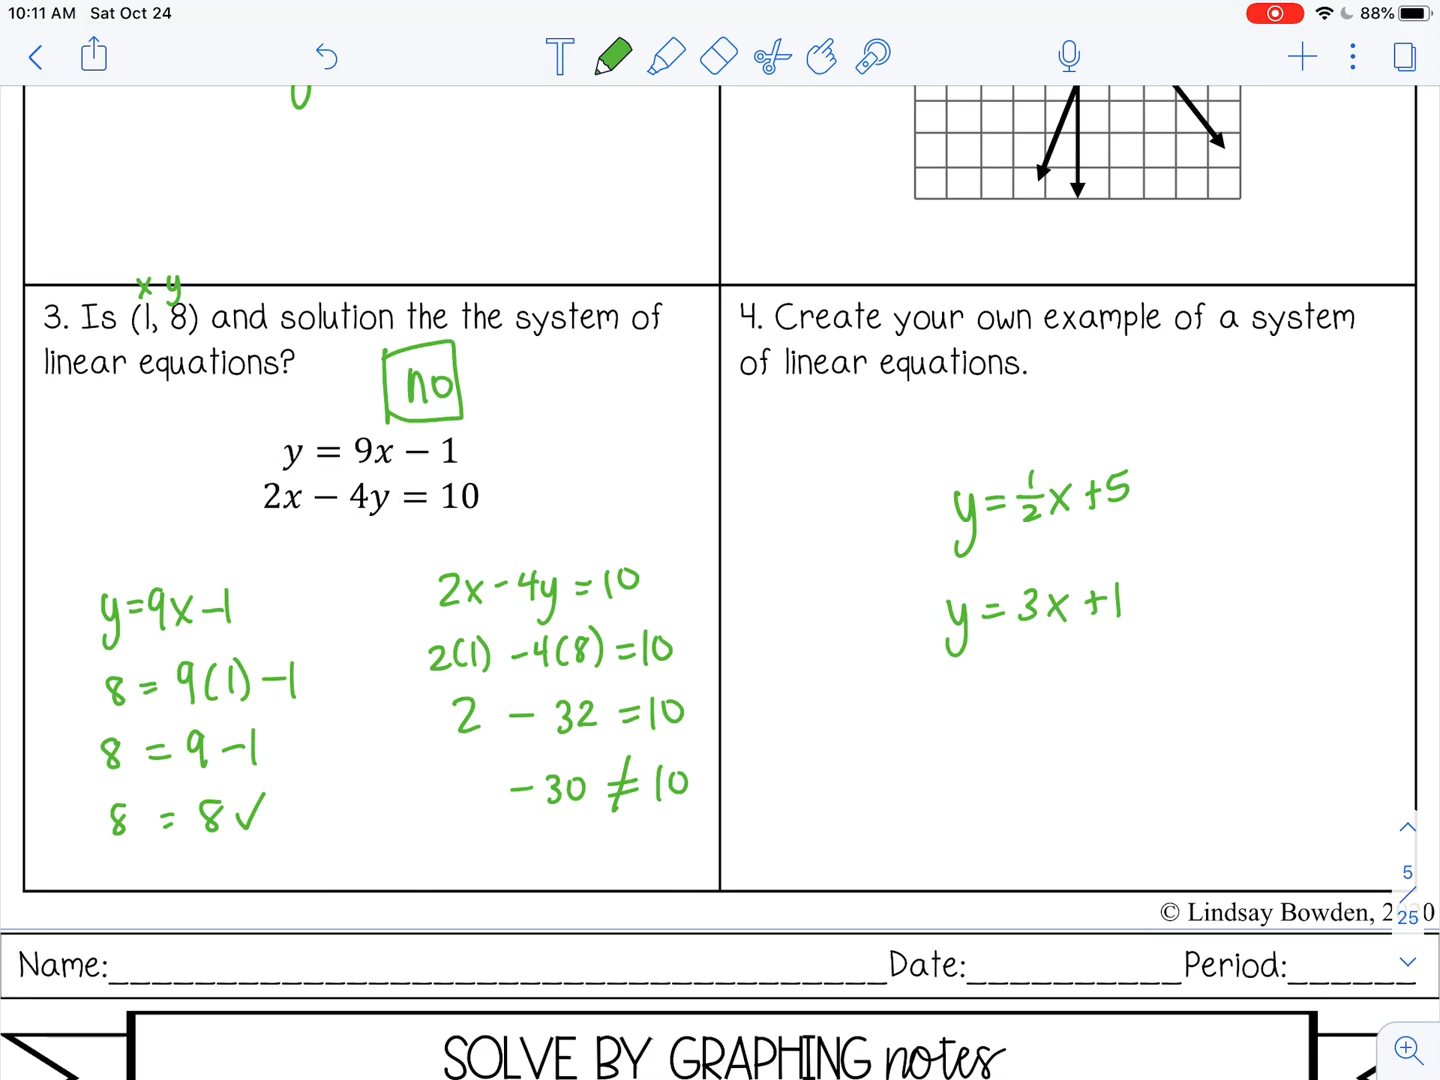 10:11 AM Sat Oct 24
88%
T
x y
3. Is (1, 8) and solution the the system of
linear equations?
no
y = 9x − 1
2x − 4y = 10
y=9x-1
8 = 9(1)-1
8 = 9-1
8 = 8✓
2x-4y=10
2(1) -4(8)=10
2 - 32 =10
-30 ≠ 10
4. Create your own example of a system
of linear equations.
y=½x+5
y=3x+1
5
25
© Lindsay Bowden, 2020
Name:
Date:
Period:
SOLVE BY GRAPHING notes